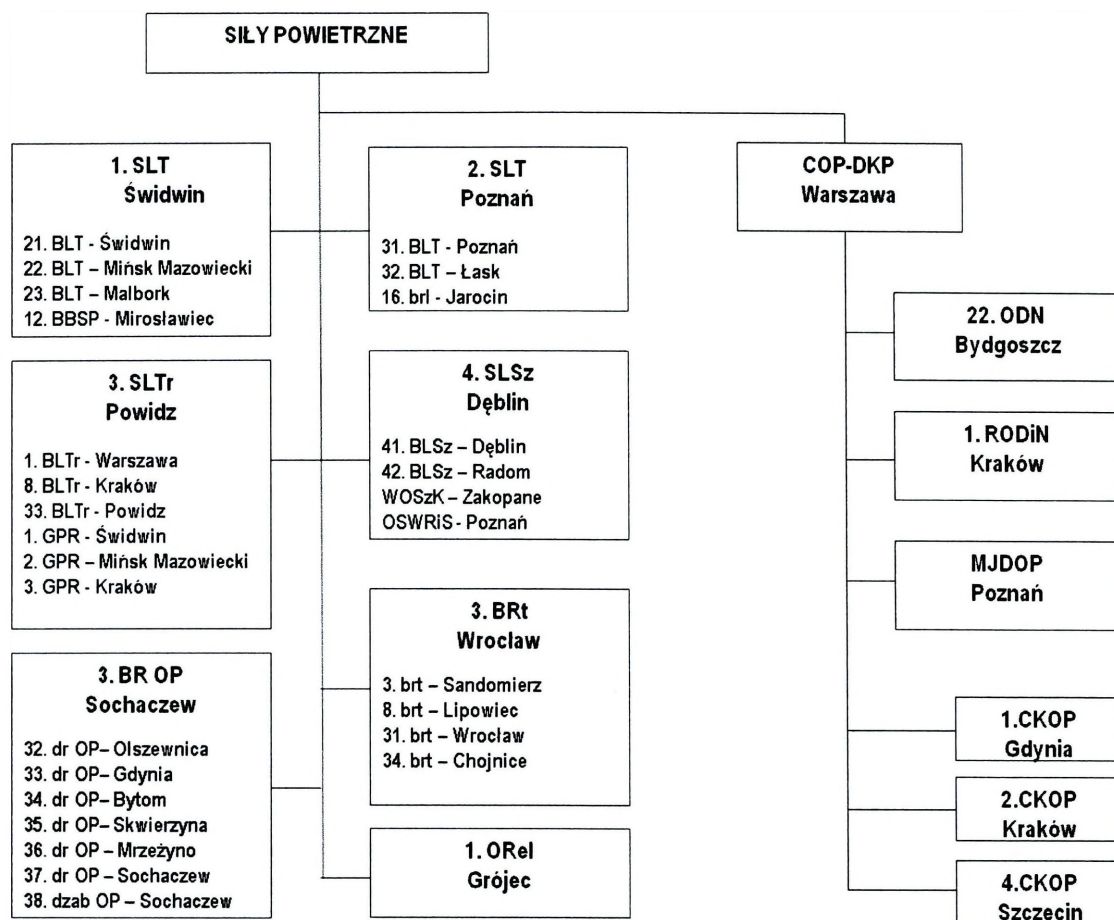 SIŁY POWIETRZNE
1. SLT
Świdwin
21. BLT - Świdwin
22. BLT – Mińsk Mazowiecki
23. BLT – Malbork
12. BBSP - Mirosławiec
2. SLT
Poznań
31. BLT - Poznań
32. BLT – Łask
16. brl - Jarocin
COP-DKP
Warszawa
22. ODN
Bydgoszcz
3. SLTr
Powidz
1. BLTr - Warszawa
8. BLTr - Kraków
33. BLTr - Powidz
1. GPR - Świdwin
2. GPR – Mińsk Mazowiecki
3. GPR - Kraków
4. SLSz
Dęblin
41. BLSz – Dęblin
42. BLSz – Radom
WOSzK – Zakopane
OSWRiS - Poznań
1. RODiN
Kraków
MJDOP
Poznań
3. BR OP
Sochaczew
32. dr OP– Olszewnica
33. dr OP– Gdynia
34. dr OP– Bytom
35. dr OP– Skwierzyna
36. dr OP – Mrzeżyno
37. dr OP – Sochaczew
38. dzab OP – Sochaczew
3. BRt
Wrocław
3. brt – Sandomierz
8. brt – Lipowiec
31. brt – Wrocław
34. brt – Chojnice
1. ORel
Grójec
1.CKOP
Gdynia
2.CKOP
Kraków
4.CKOP
Szczecin